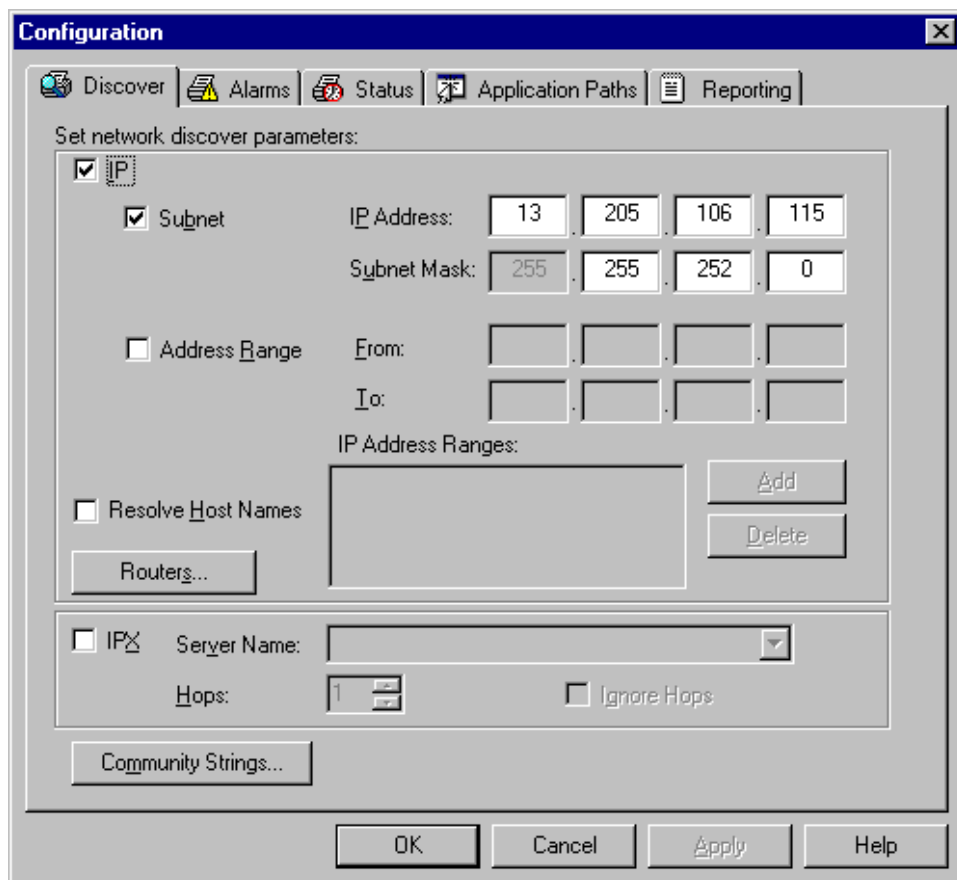 Configuration
Discover Alarms Status Application Paths Reporting
Set network discover parameters:
IP
Subnet IP Address: 13 . 205 . 106 . 115
Subnet Mask: 255 . 255 . 252 . 0
Address Range From: . . .
To: . . .
IP Address Ranges:
Add
Resolve Host Names
Delete
Routers...
IPX Server Name:
Hops: 1 Ignore Hops
Community Strings...
OK Cancel Apply Help